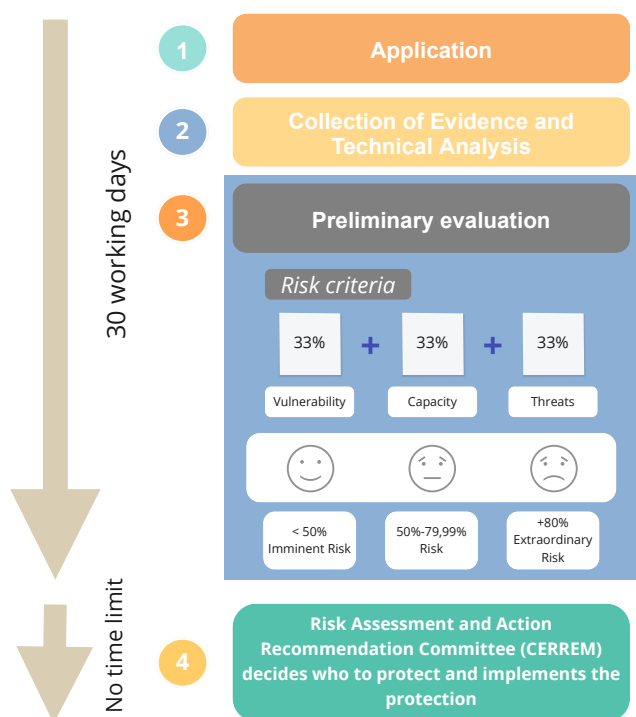 30 working days
1
Application
2
Collection of Evidence and
Technical Analysis
3
Preliminary evaluation
Risk criteria
33% + 33% + 33%
Vulnerability
Capacity
Threats
< 50%
Imminent Risk
50%-79,99%
Risk
+80%
Extraordinary
Risk
No time limit
4
Risk Assessment and Action
Recommendation Committee (CERREM)
decides who to protect and implements the
protection